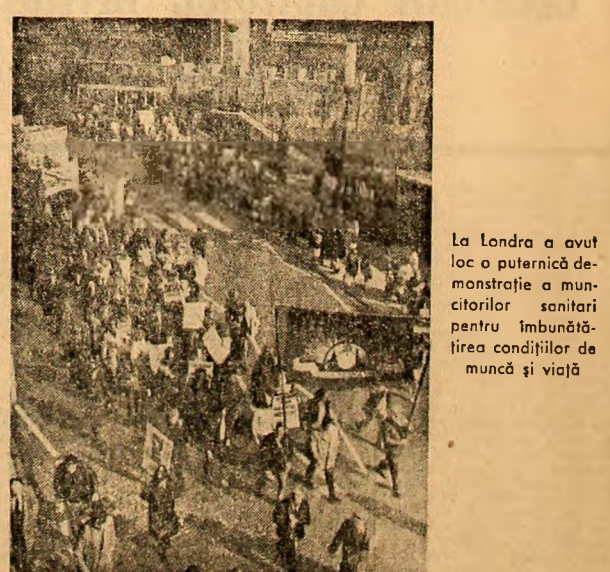 La Londra a avut
loc o puternică de-
monstrație a mun-
citorilor sanitari
pentru îmbunătă-
țirea condițiilor de
muncă și viață